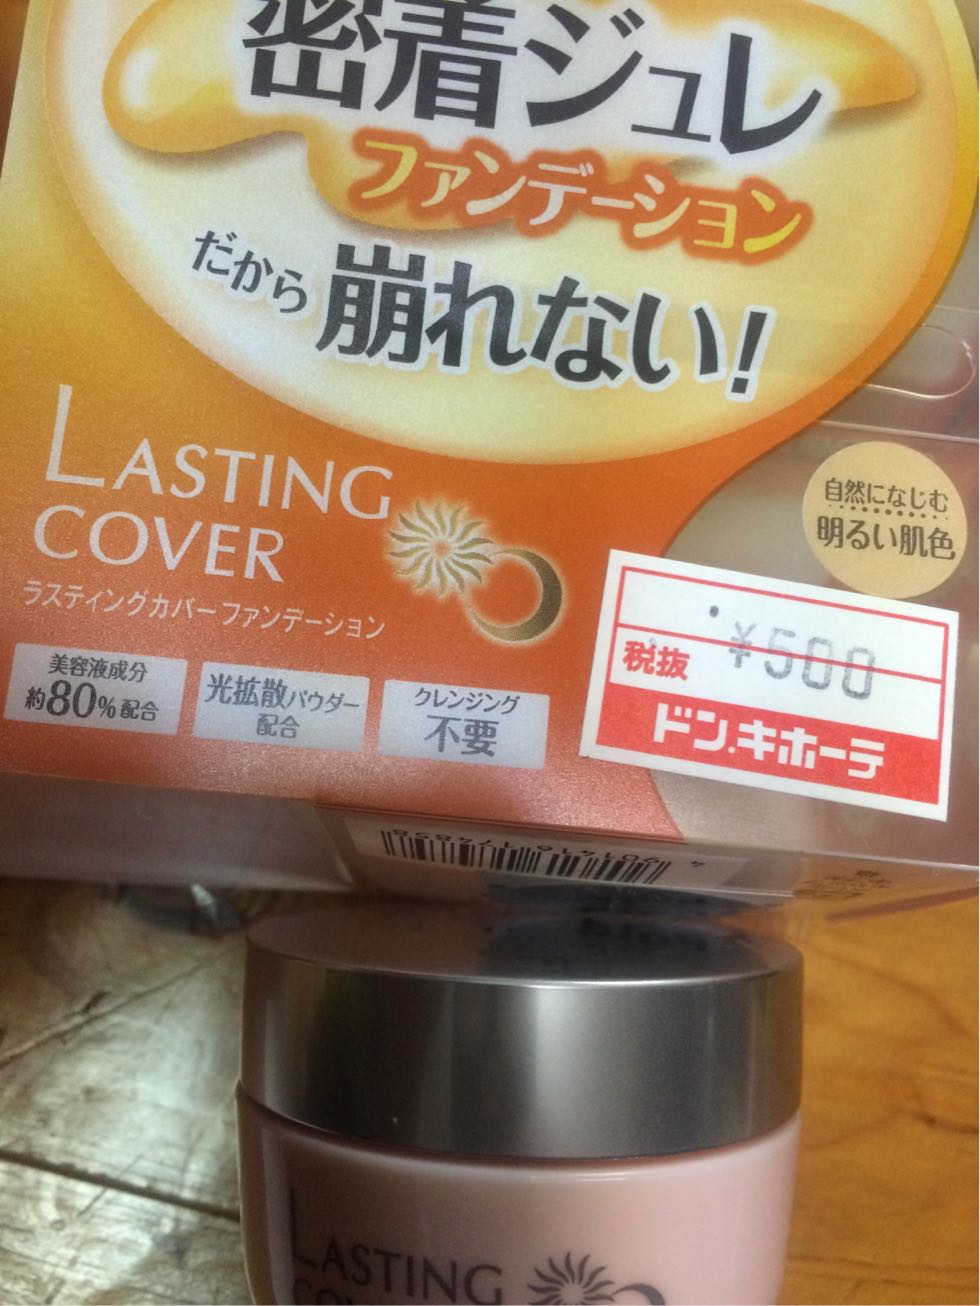 密着ジュレ
ファンデーション
だから崩れない!
LASTING
COVER
ラスティングカバーファンデーション
美容液成分
約80%配合
光拡散パウダー
配合
クレンジング
不要
自然になじむ
明るい肌色
¥500
税抜
ドン.キホーテ
LASTING